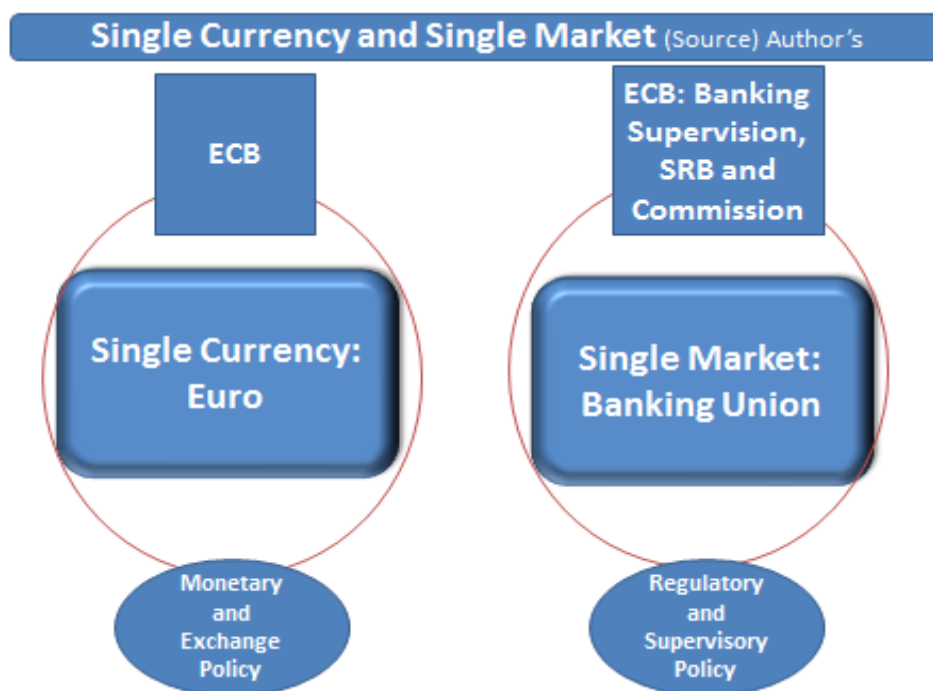 Single Currency and Single Market (Source) Author's
ECB
ECB: Banking
Supervision,
SRB and
Commission
Single Currency:
Euro
Single Market:
Banking Union
Monetary
and
Exchange
Policy
Regulatory
and
Supervisory
Policy